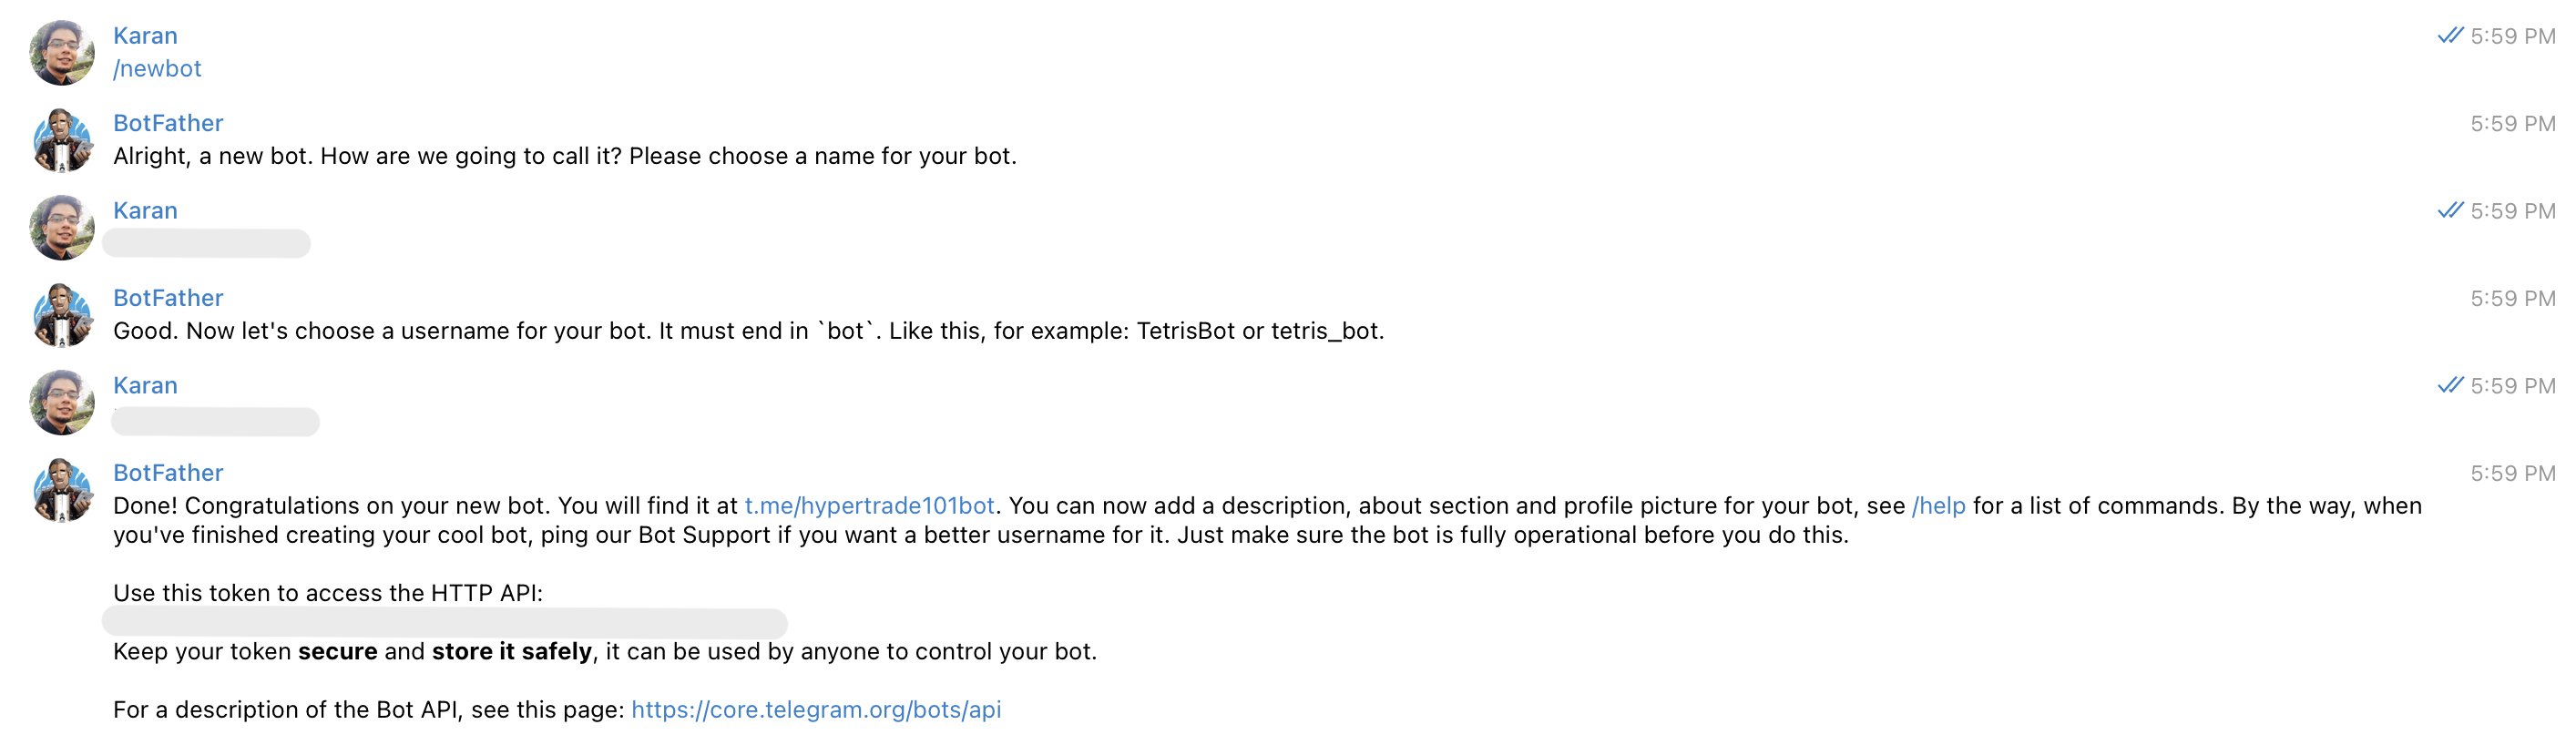 Karan
5:59 PM
/newbot
BotFather
5:59 PM
Alright, a new bot. How are we going to call it? Please choose a name for your bot.
Karan
5:59 PM
BotFather
5:59 PM
Good. Now let's choose a username for your bot. It must end in `bot`. Like this, for example: TetrisBot or tetris_bot.
Karan
5:59 PM
BotFather
5:59 PM
Done! Congratulations on your new bot. You will find it at t.me/hypertrade101bot. You can now add a description, about section and profile picture for your bot, see /help for a list of commands. By the way, when
you've finished creating your cool bot, ping our Bot Support if you want a better username for it. Just make sure the bot is fully operational before you do this.
Use this token to access the HTTP API:
Keep your token secure and store it safely, it can be used by anyone to control your bot.
For a description of the Bot API, see this page: https://core.telegram.org/bots/api